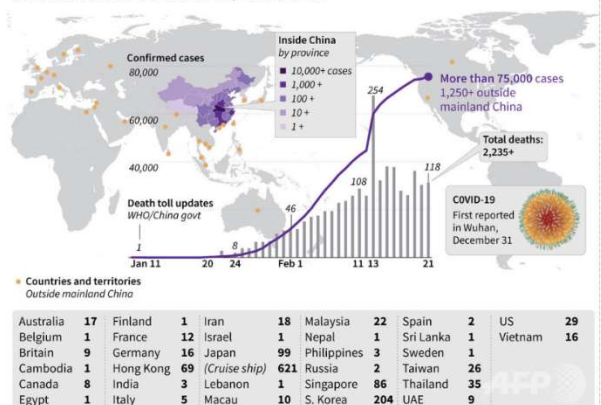 Confirmed cases
80,000
60,000
40,000
Inside China
by province
10,000+ cases
1,000 +
100 +
10 +
1 +
254
More than 75,000 cases
1,250+ outside
mainland China
Total deaths:
2,235+
118
108
46
8
1
Death toll updates
WHO/China govt
Jan 11 20 24 Feb 1 11 13 21
COVID-19
First reported
in Wuhan,
December 31
Countries and territories
Outside mainland China
Australia 17 Finland 1 Iran 18 Malaysia 22 Spain 2 US 29
Belgium 1 France 12 Israel 1 Nepal 1 Sri Lanka 1 Vietnam 16
Britain 9 Germany 16 Japan 99 Philippines 3 Sweden 1
Cambodia 1 Hong Kong 69 (Cruise ship) 621 Russia 2 Taiwan 26
Canada 8 India 3 Lebanon 1 Singapore 86 Thailand 35
Egypt 1 Italy 5 Macau 10 S. Korea 204 UAE 9
AFP